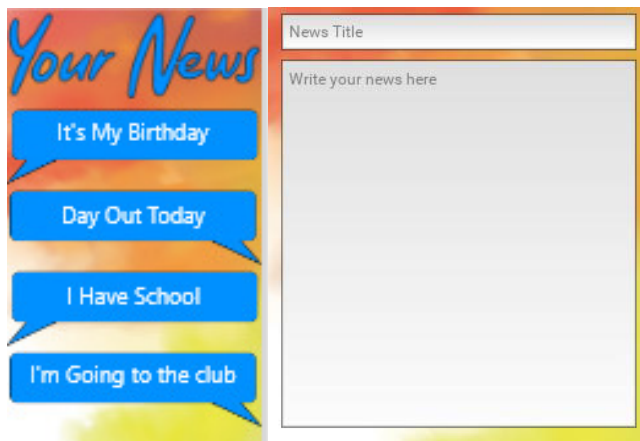 Your News
It's My Birthday
Day Out Today
I Have School
I'm Going to the club
News Title
Write your news here